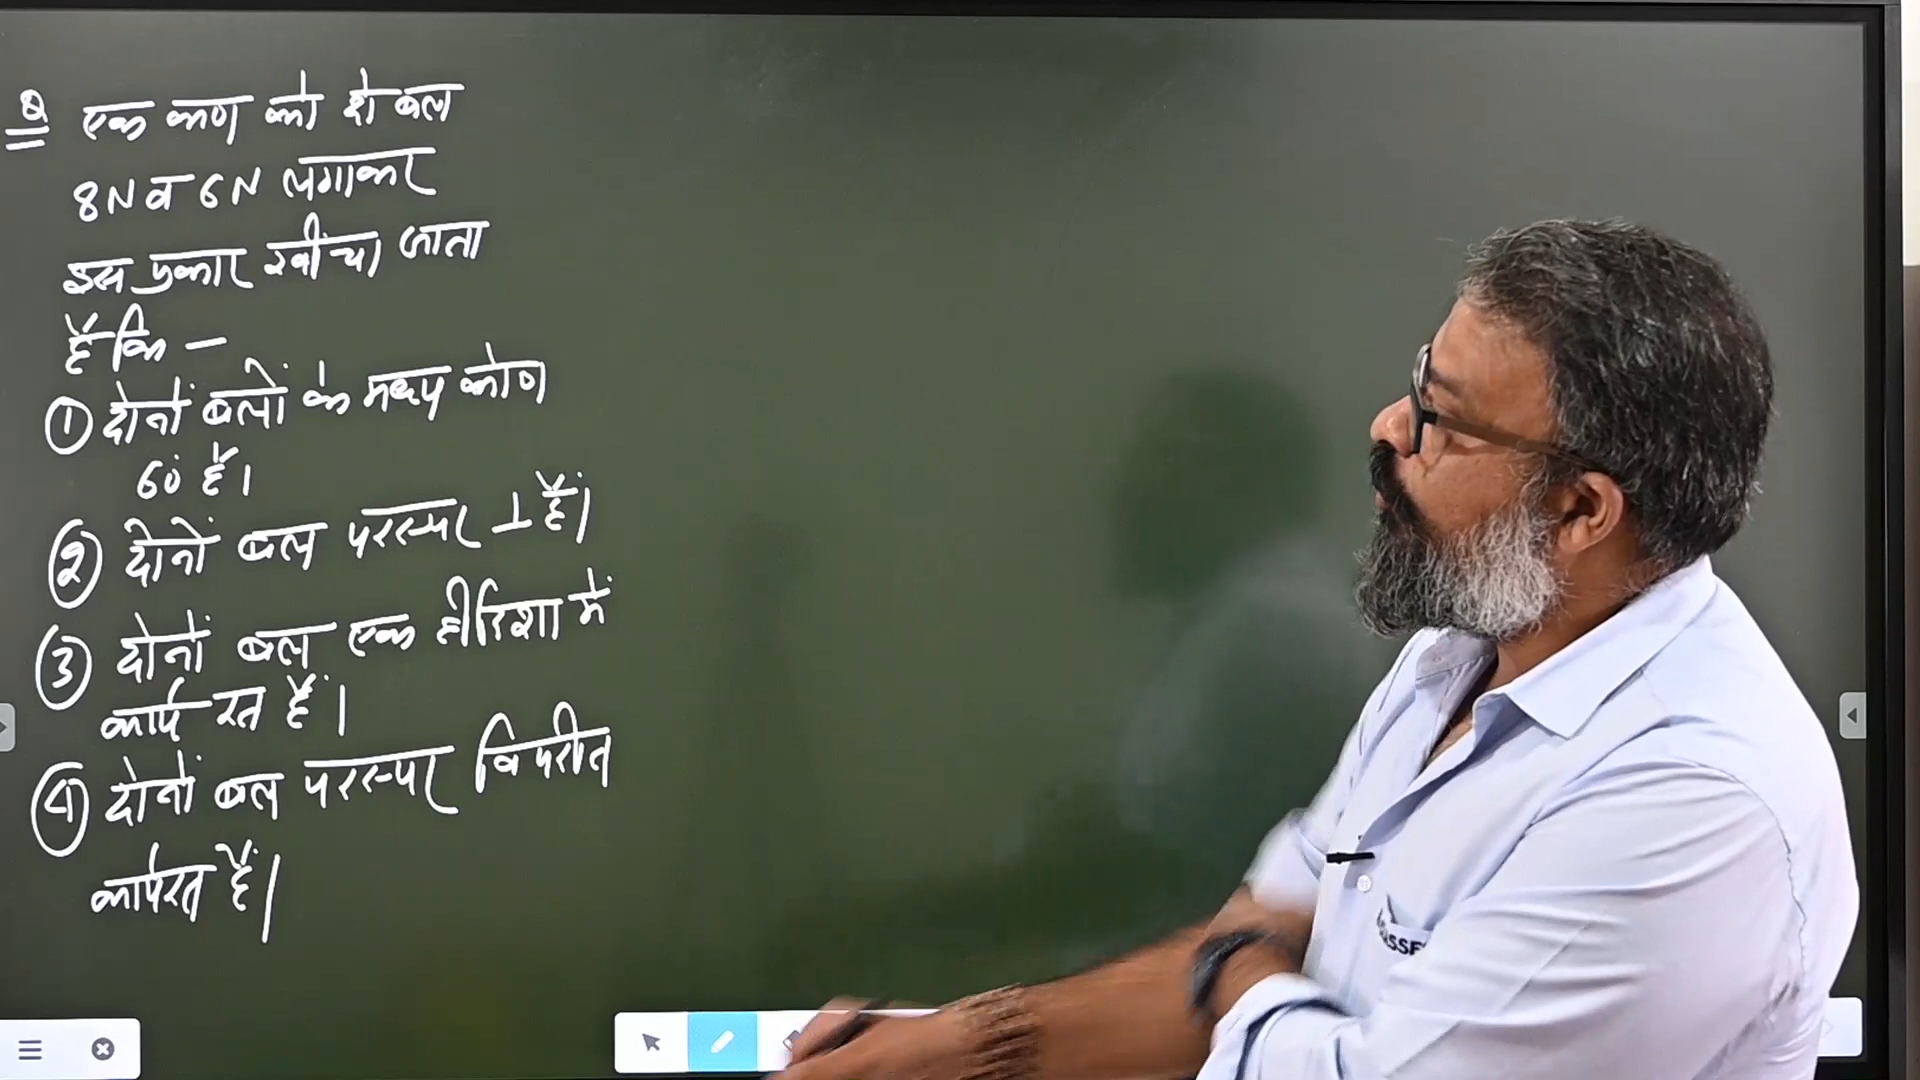 Q एक कण को दो बल
8N व 6N लगाकर
इस प्रकार खींचा जाता
है कि –
① दोनों बलों के मध्य कोण
60° है।
② दोनों बल परस्पर ⊥ हैं।
③ दोनों बल एक ही दिशा में
कार्य रत हैं।
④ दोनों बल परस्पर विपरीत
कार्यरत हैं।